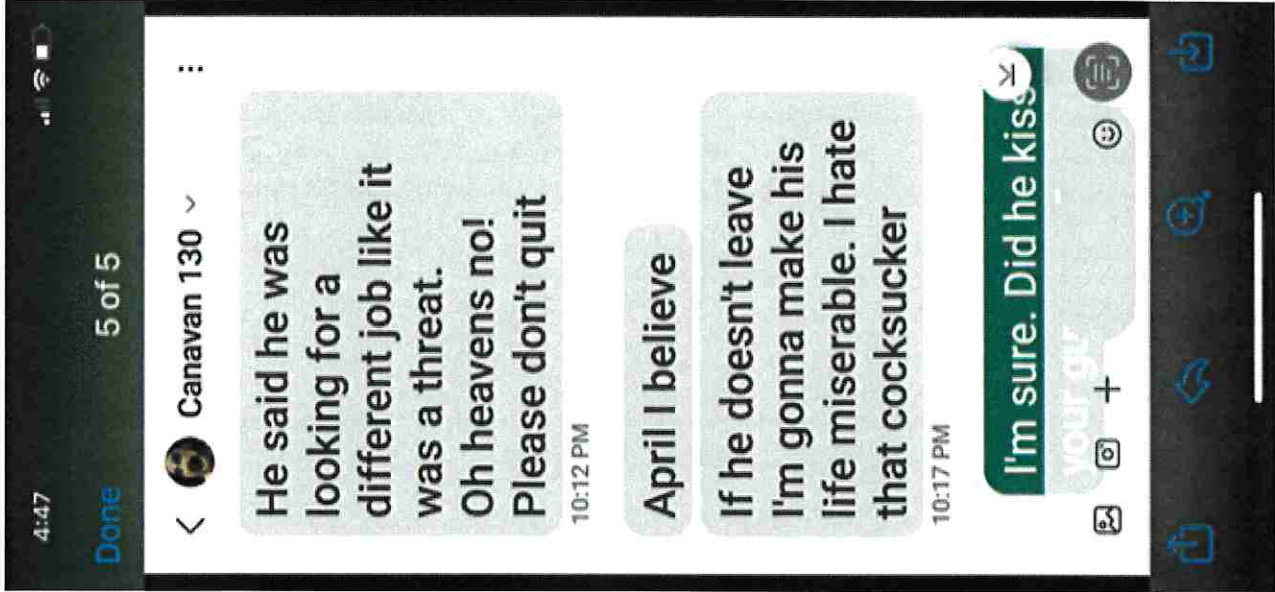 4:47
Done
5 of 5
Canavan 130
He said he was
looking for a
different job like it
was a threat.
Oh heavens no!
Please don't quit
10:12 PM
April I believe
If he doesn't leave
I'm gonna make his
life miserable. I hate
that cocksucker
10:17 PM
I'm sure. Did he kiss
your